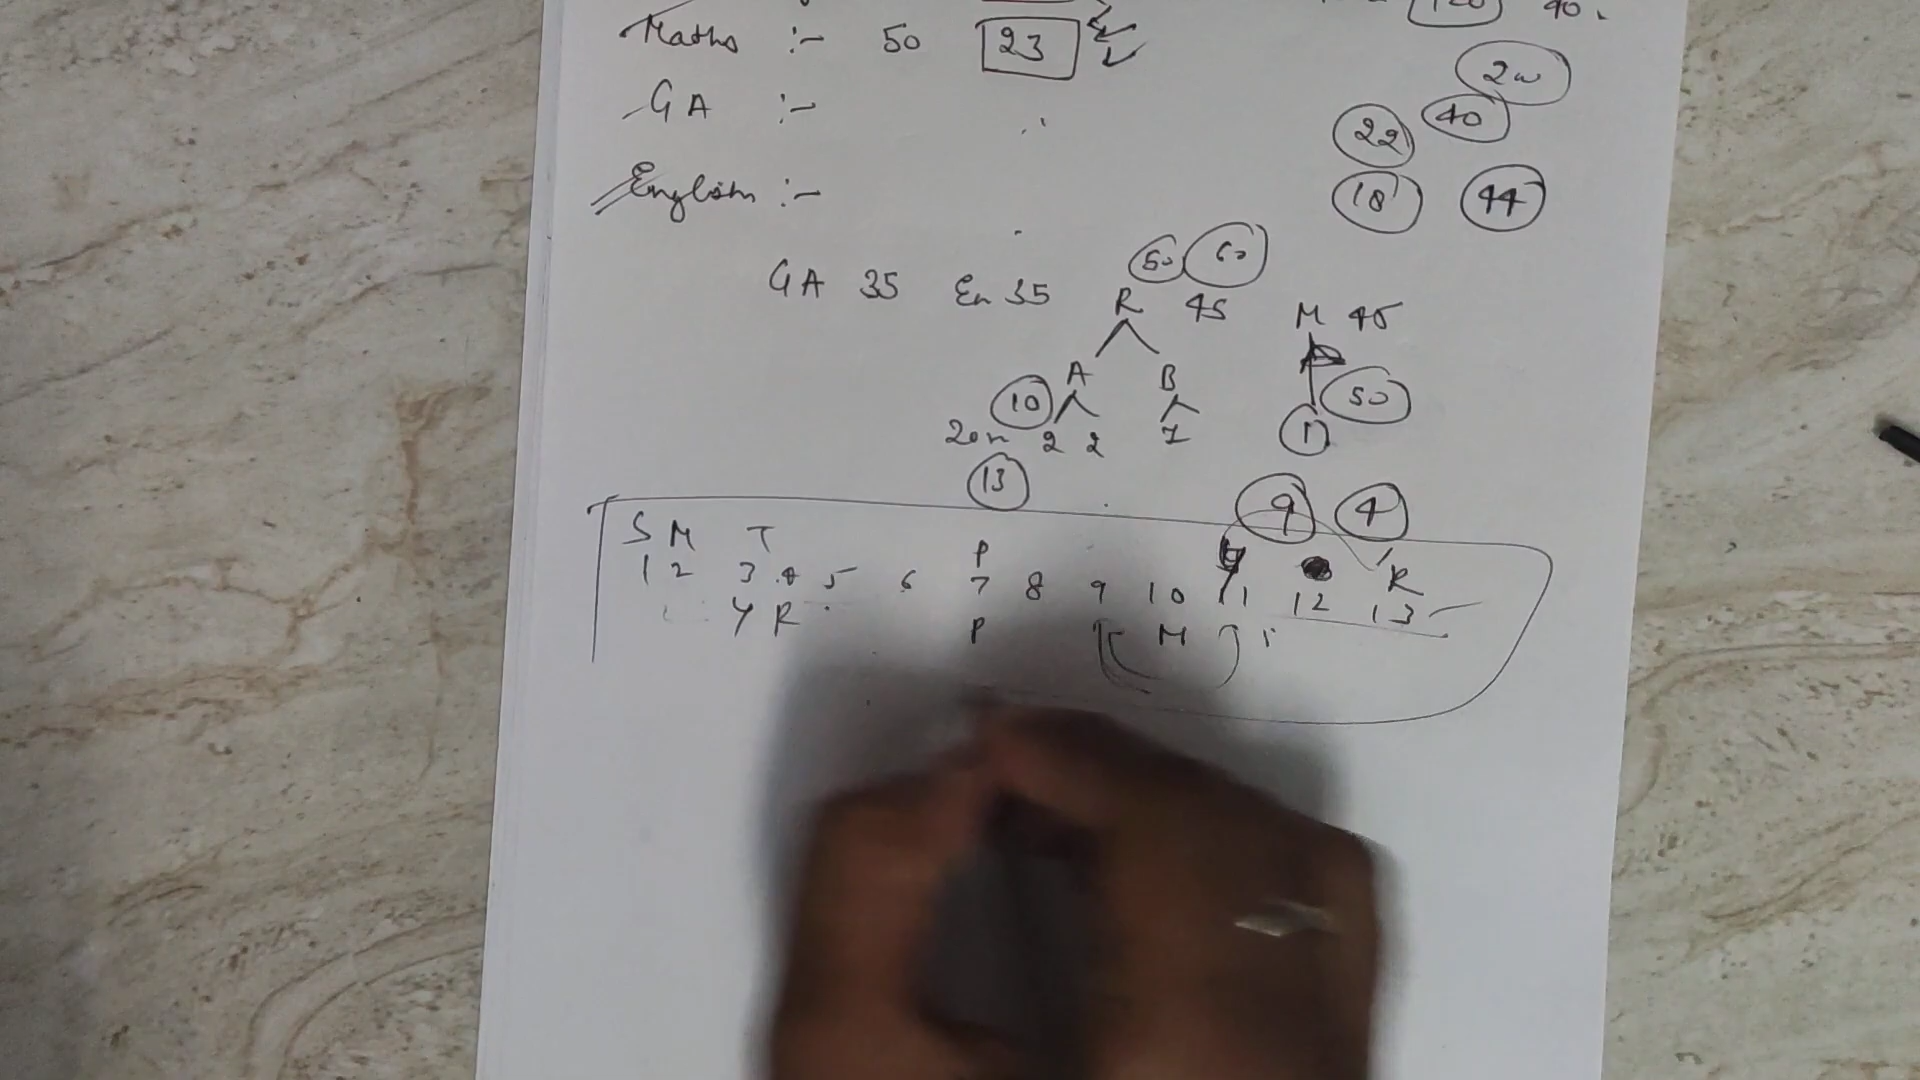 Maths :- 50 23
40
GA :- 22 40
English :- 18 44
50 60
GA 35 En 35 R 45 M 45
A B
10 50
2 2 1 1
13
9 4
S M T P
1 2 3 4 5 6 7 8 9 10 11 12 13
R
Y R P M